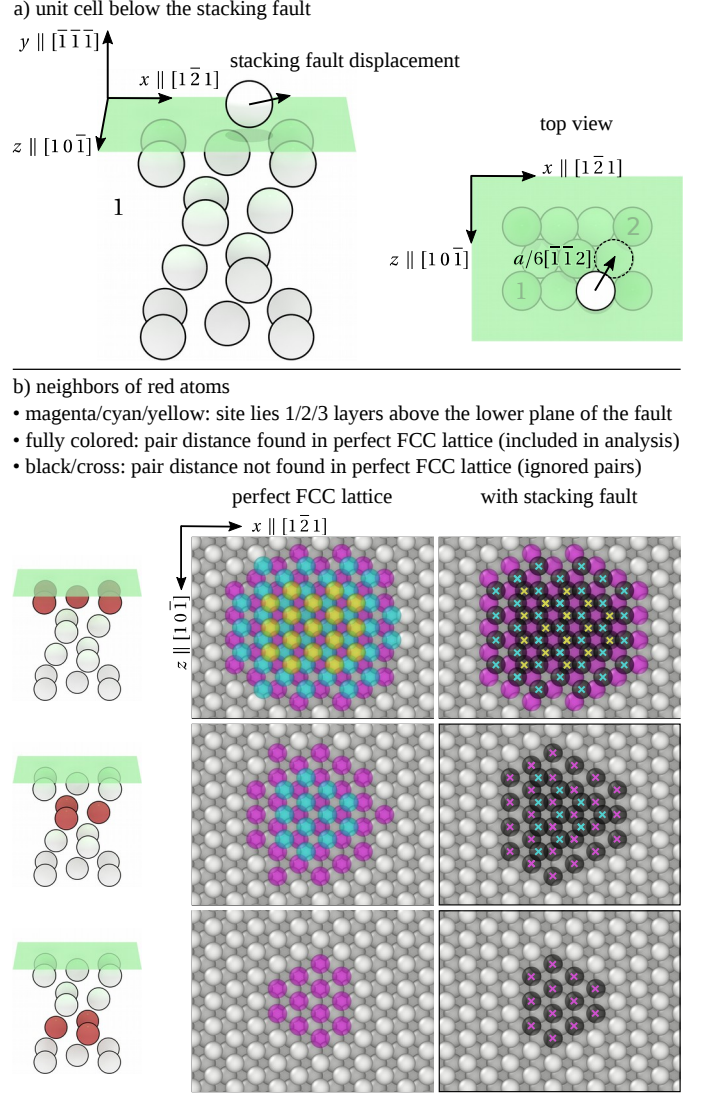 a) unit cell below the stacking fault
y ∥ [1̅ 1̅ 1̅]
stacking fault displacement
x ∥ [1 2̅ 1]
z ∥ [1 0 1̅]
1
top view
x ∥ [1 2̅ 1]
2
z ∥ [1 0 1̅]
a/6[1̅ 1̅ 2]
1
b) neighbors of red atoms
• magenta/cyan/yellow: site lies 1/2/3 layers above the lower plane of the fault
• fully colored: pair distance found in perfect FCC lattice (included in analysis)
• black/cross: pair distance not found in perfect FCC lattice (ignored pairs)
perfect FCC lattice
with stacking fault
x ∥ [1 2̅ 1]
z ∥ [1 0 1̅]